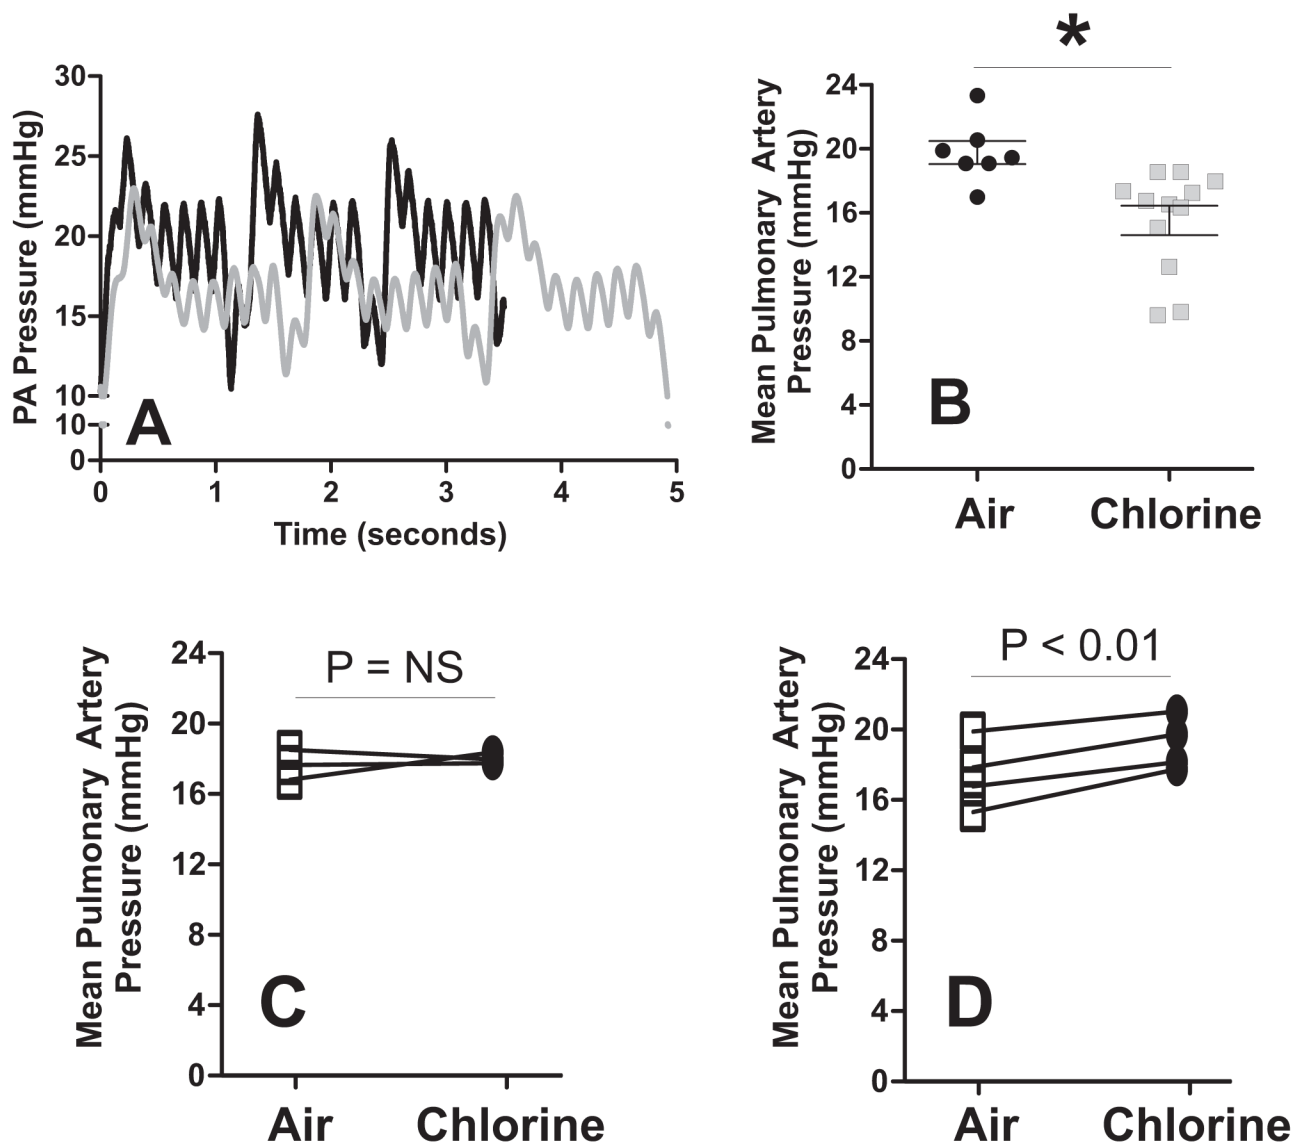 30
25
20
15
10
10
0
0 1 2 3 4 5
PA Pressure (mmHg)
Time (seconds)
A
*
24
20
16
12
8
4
0
Mean Pulmonary Artery
Pressure (mmHg)
B
Air Chlorine
P = NS
24
20
16
12
8
4
0
Mean Pulmonary Artery
Pressure (mmHg)
C
Air Chlorine
P < 0.01
24
20
16
12
8
4
0
Mean Pulmonary Artery
Pressure (mmHg)
D
Air Chlorine